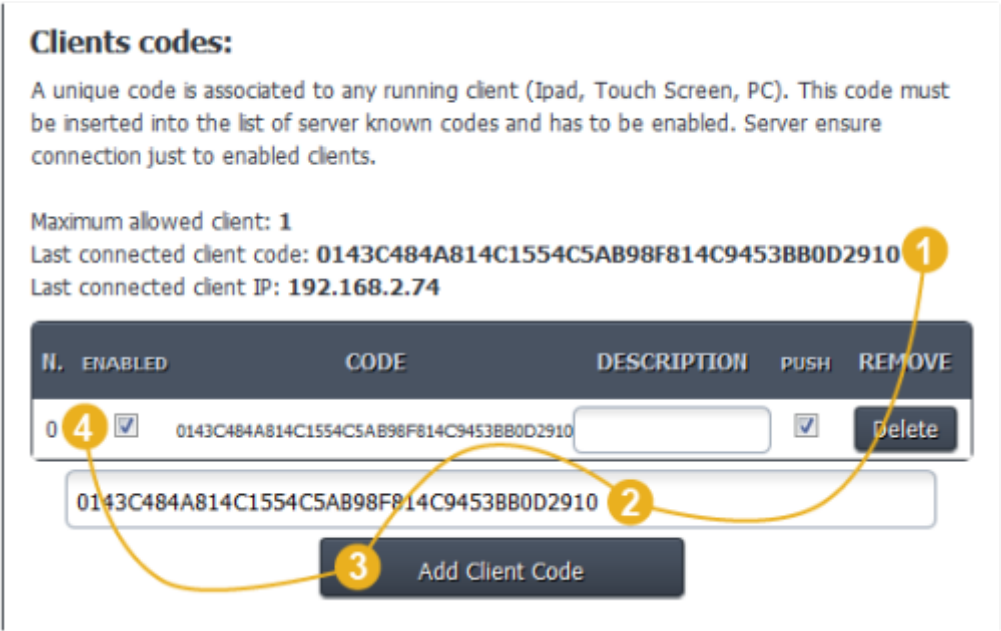 Clients codes:
A unique code is associated to any running client (Ipad, Touch Screen, PC). This code must
be inserted into the list of server known codes and has to be enabled. Server ensure
connection just to enabled clients.
Maximum allowed client: 1
Last connected client code: 0143C484A814C1554C5AB98F814C9453BB0D2910 1
Last connected client IP: 192.168.2.74
N. ENABLED CODE DESCRIPTION PUSH REMOVE
0 4 0143C484A814C1554C5AB98F814C9453BB0D2910 Delete
0143C484A814C1554C5AB98F814C9453BB0D2910 2
3 Add Client Code